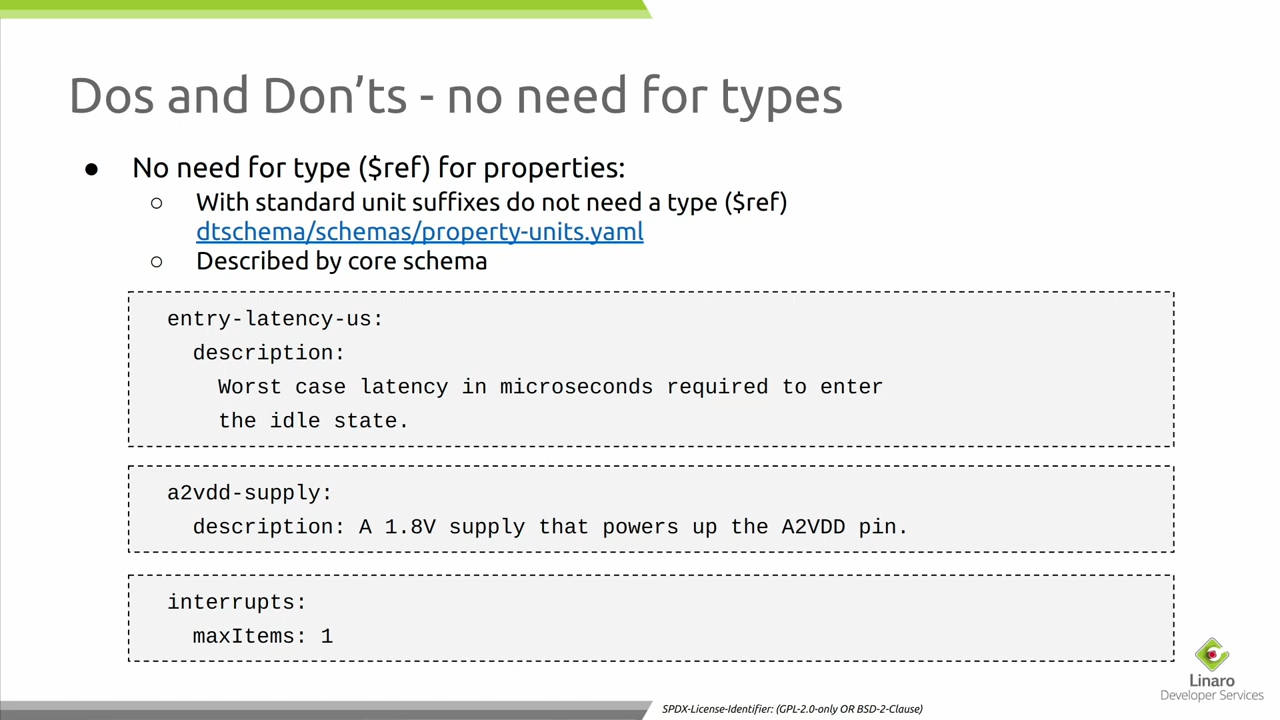 Dos and Don’ts - no need for types
● No need for type ($ref) for properties:
○ With standard unit suffixes do not need a type ($ref)
dtschema/schemas/property-units.yaml
○ Described by core schema
entry-latency-us:
description:
Worst case latency in microseconds required to enter
the idle state.
a2vdd-supply:
description: A 1.8V supply that powers up the A2VDD pin.
interrupts:
maxItems: 1
Linaro
Developer Services
SPDX-License-Identifier: (GPL-2.0-only OR BSD-2-Clause)